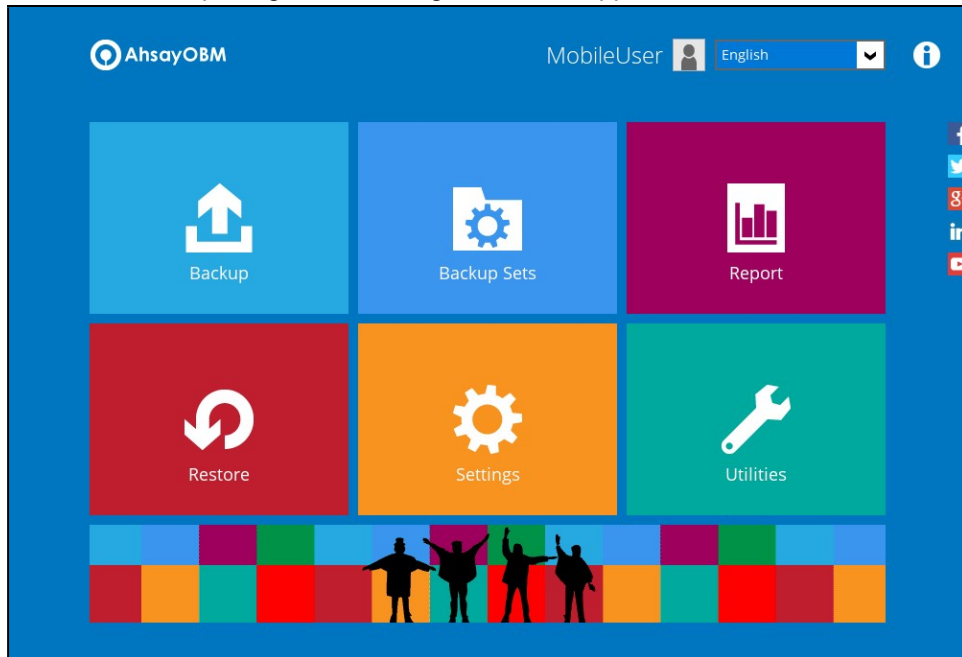 AhsayOBM
MobileUser
English
Backup
Backup Sets
Report
Restore
Settings
Utilities